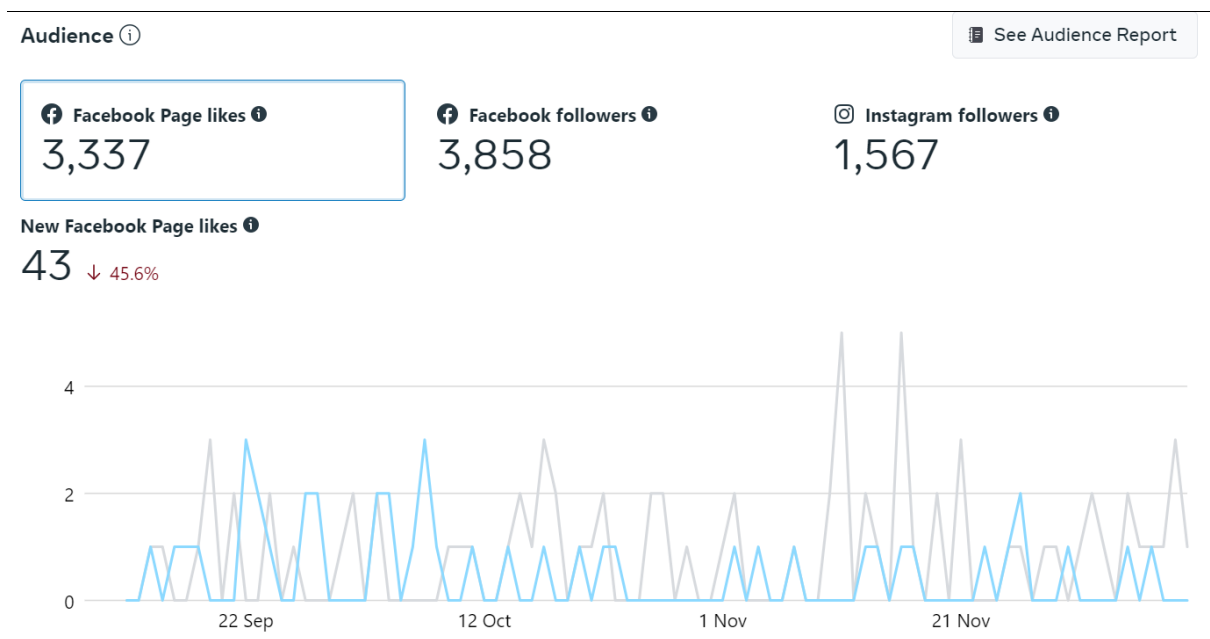 Audience
See Audience Report
Facebook Page likes
3,337
Facebook followers
3,858
Instagram followers
1,567
New Facebook Page likes
43 ↓ 45.6%
4
2
0
22 Sep 12 Oct 1 Nov 21 Nov